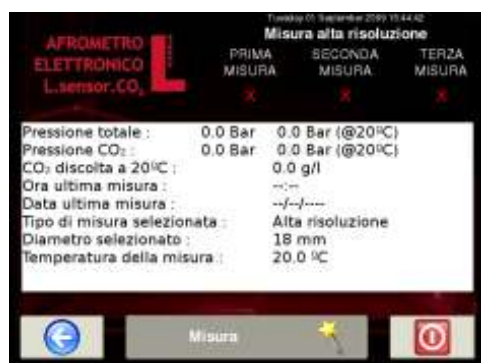 Tuesday 01 September 2009 15:44:42
Misura alta risoluzione
AFROMETRO
ELETTRONICO
L.sensor.CO₂
L
PRIMA MISURA
SECONDA MISURA
TERZA MISURA
X X X
Pressione totale : 0.0 Bar 0.0 Bar (@20ºC)
Pressione CO₂ : 0.0 Bar 0.0 Bar (@20ºC)
CO₂ discolta a 20ºC : 0.0 g/l
Ora ultima misura : --:--
Data ultima misura : --/--/----
Tipo di misura selezionata : Alta risoluzione
Diametro selezionato : 18 mm
Temperatura della misura : 20.0 ºC
Misura